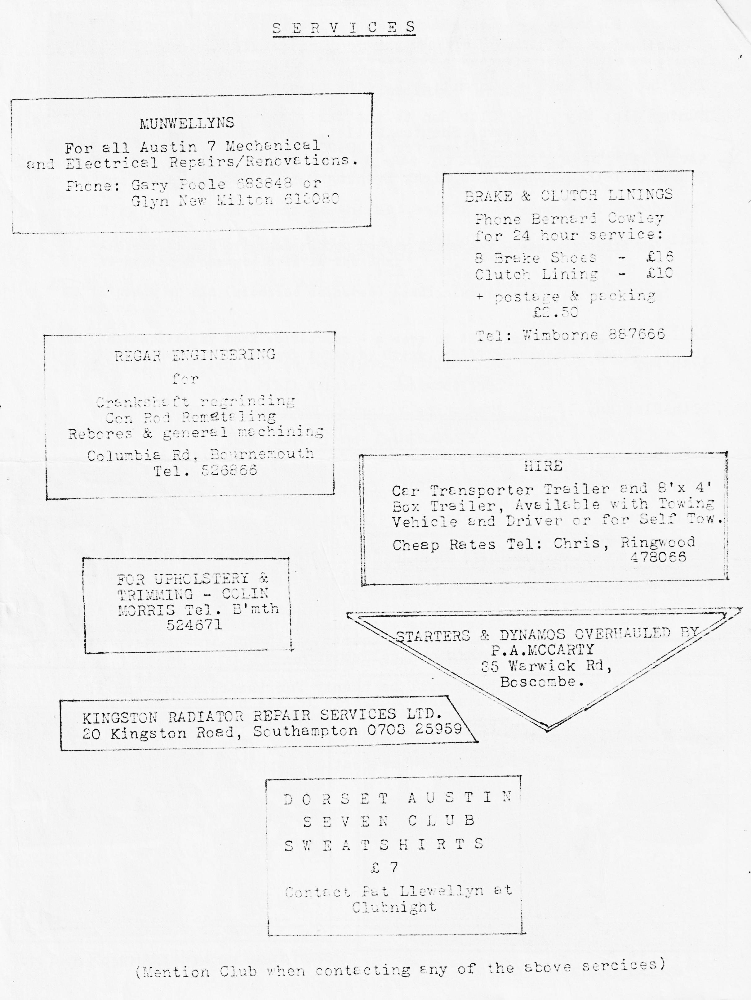 S E R V I C E S
MUNWELLYNS
For all Austin 7 Mechanical
and Electrical Repairs/Renovations.
Phone: Gary Poole 683848 or
Glyn New Milton 613080
BRAKE & CLUTCH LININGS
Phone Bernard Cowley
for 24 hour service:
8 Brake Shoes - £16
Clutch Lining - £10
+ postage & packing
£2.50
Tel: Wimborne 887666
REGAR ENGINEERING
for
Crankshaft regrinding
Con Rod Remetaling
Rebores & general machining
Columbia Rd, Bournemouth
Tel. 526866
HIRE
Car Transporter Trailer and 8'x 4'
Box Trailer, Available with Towing
Vehicle and Driver or for Self Tow.
Cheap Rates Tel: Chris, Ringwood
478066
FOR UPHOLSTERY &
TRIMMING - COLIN
MORRIS Tel. B'mth
524671
STARTERS & DYNAMOS OVERHAULED BY
P.A.MCCARTY
35 Warwick Rd,
Boscombe.
KINGSTON RADIATOR REPAIR SERVICES LTD.
20 Kingston Road, Southampton 0703 25959
D O R S E T A U S T I N
S E V E N C L U B
S W E A T S H I R T S
£ 7
Contact Pat Llewellyn at
Clubnight
(Mention Club when contacting any of the above sercices)